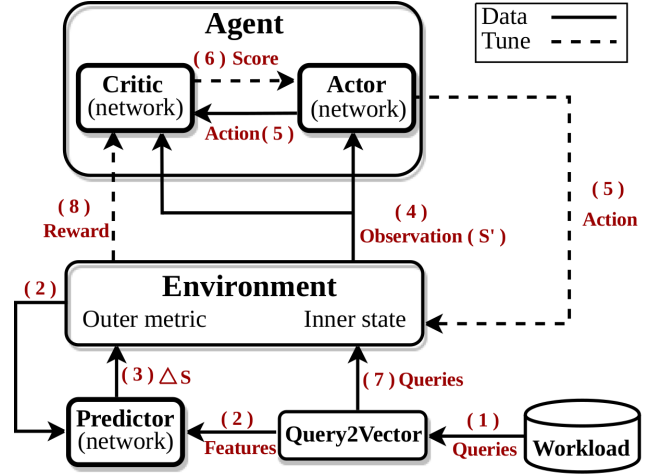 Agent
Data
Tune
( 6 ) Score
Critic
(network)
Actor
(network)
Action( 5 )
( 8 )
Reward
( 4 )
Observation ( S' )
( 5 )
Action
( 2 )
Environment
Outer metric
Inner state
( 3 ) △ S
( 7 ) Queries
Predictor
(network)
( 2 )
Features
Query2Vector
( 1 )
Queries
Workload